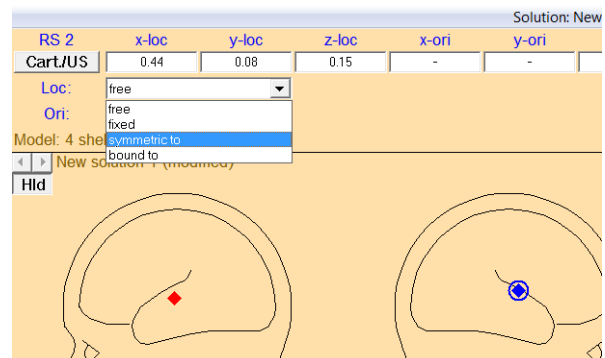 Solution: New
RS 2 x-loc y-loc z-loc x-ori y-ori
Cart./US 0.44 0.08 0.15 - -
Loc: free
free
Ori: fixed
symmetric to
Model: 4 she
bound to
New solution 1 (modified)
Hld